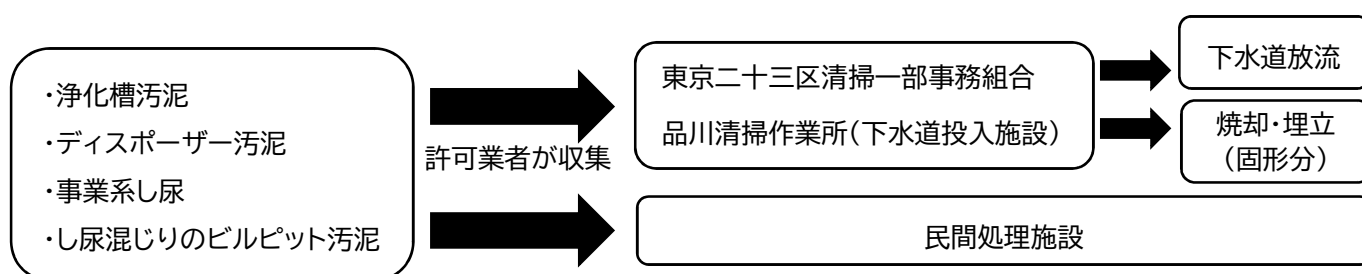 ・浄化槽汚泥
・ディスポーザー汚泥
・事業系し尿
・し尿混じりのビルピット汚泥
許可業者が収集
東京二十三区清掃一部事務組合
品川清掃作業所(下水道投入施設)
下水道放流
焼却・埋立
(固形分)
民間処理施設